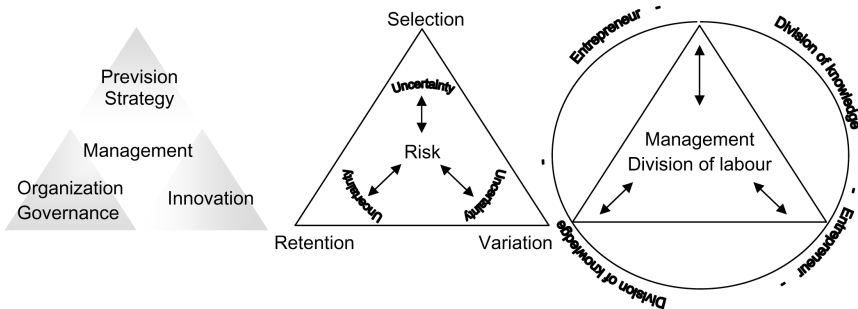 Prevision
Strategy
Management
Organization
Governance
Innovation
Selection
Uncertainty
Risk
Uncertainty
Uncertainty
Retention
Variation
Entrepreneur -
Division of knowledge
Management
Division of labour
- Entrepreneur -
Division of knowledge
-